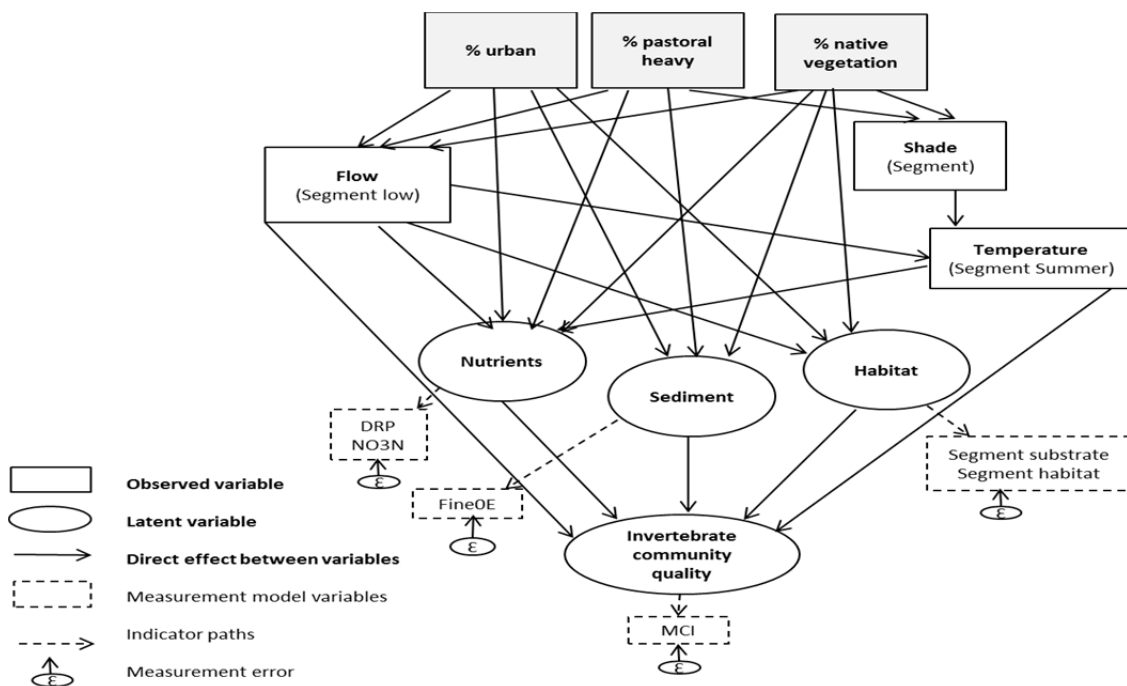 % urban
% pastoral
heavy
% native
vegetation
Shade
(Segment)
Flow
(Segment low)
Temperature
(Segment Summer)
Nutrients
Sediment
Habitat
DRP
NO3N
ε
Fine0E
ε
Segment substrate
Segment habitat
ε
Invertebrate
community
quality
MCI
ε
Observed variable
Latent variable
Direct effect between variables
Measurement model variables
Indicator paths
ε
Measurement error